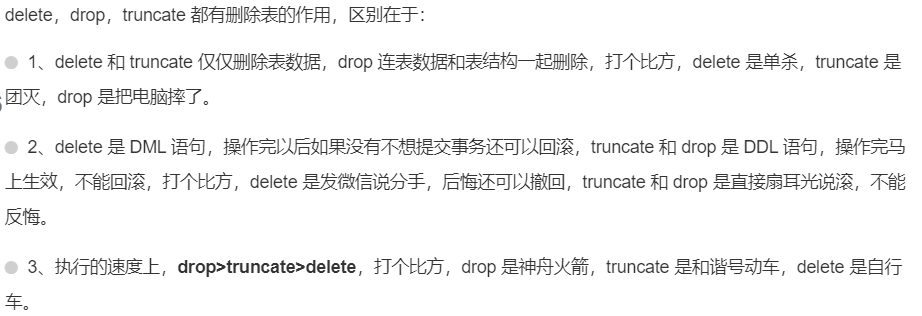 delete，drop，truncate 都有删除表的作用，区别在于：
1、delete 和 truncate 仅仅删除表数据，drop 连表数据和表结构一起删除，打个比方，delete 是单杀，truncate 是
团灭，drop 是把电脑摔了。
2、delete 是 DML 语句，操作完以后如果没有不想提交事务还可以回滚，truncate 和 drop 是 DDL 语句，操作完马
上生效，不能回滚，打个比方，delete 是发微信说分手，后悔还可以撤回，truncate 和 drop 是直接扇耳光说滚，不能
反悔。
3、执行的速度上，drop>truncate>delete，打个比方，drop 是神舟火箭，truncate 是和谐号动车，delete 是自行
车。